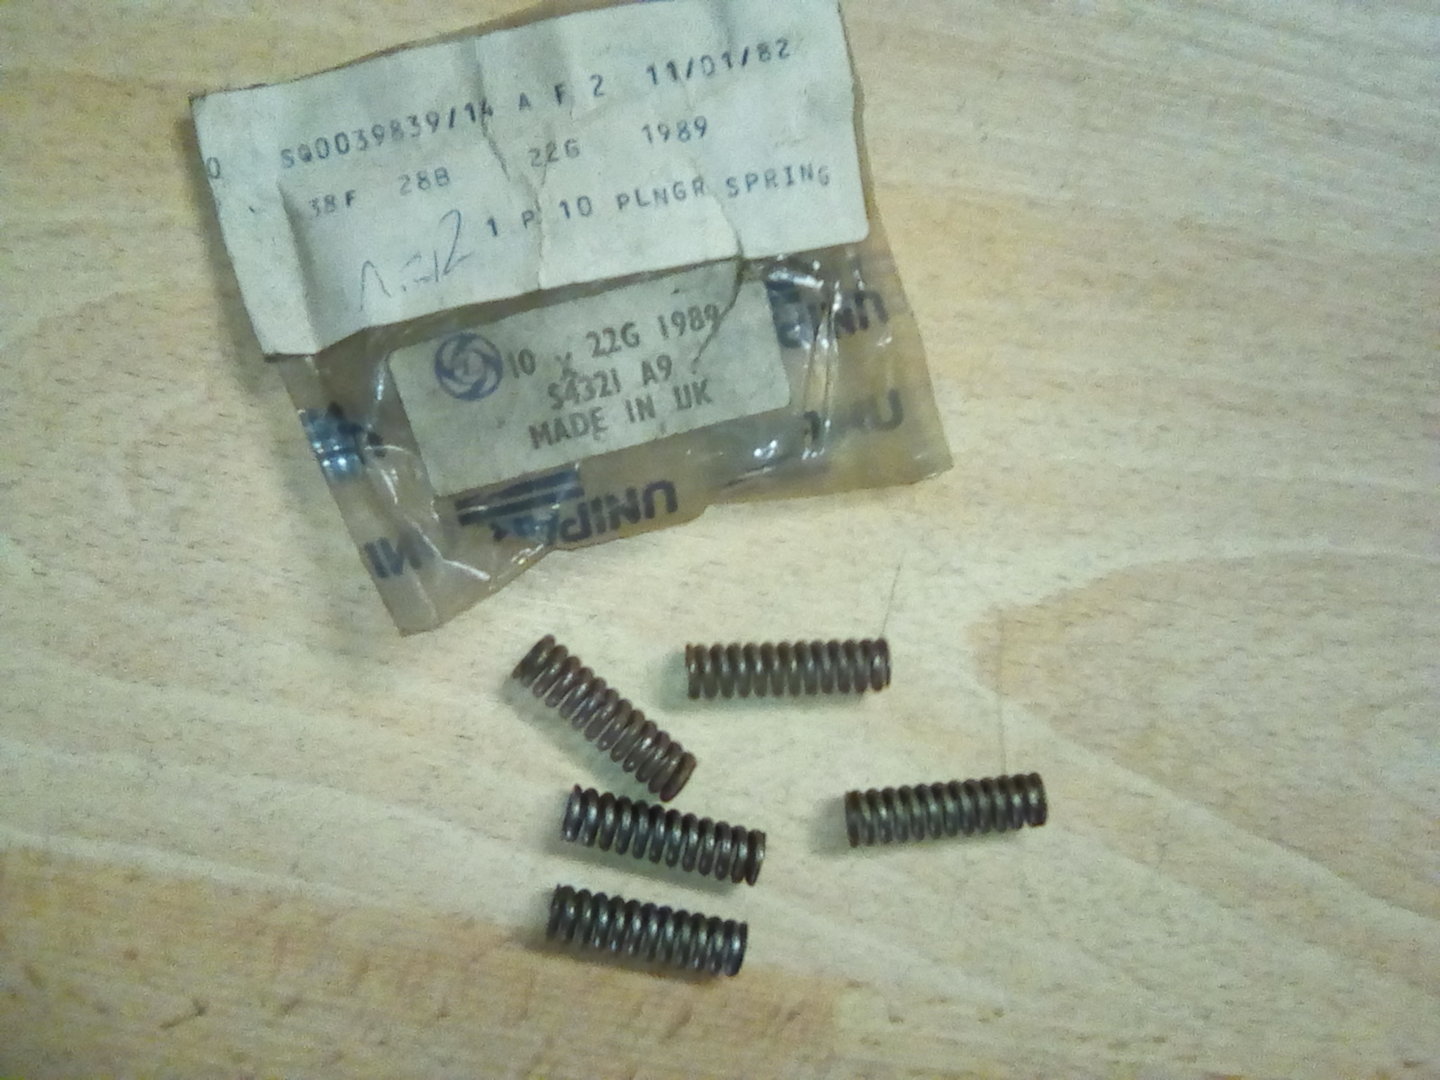 0 SQ0039839/14 A F 2 11/01/82
38F 28B 22G 1989
1 P 10 PLNGR SPRING
10 x 22G 1989
S4321 A9
MADE IN UK
UNIPART